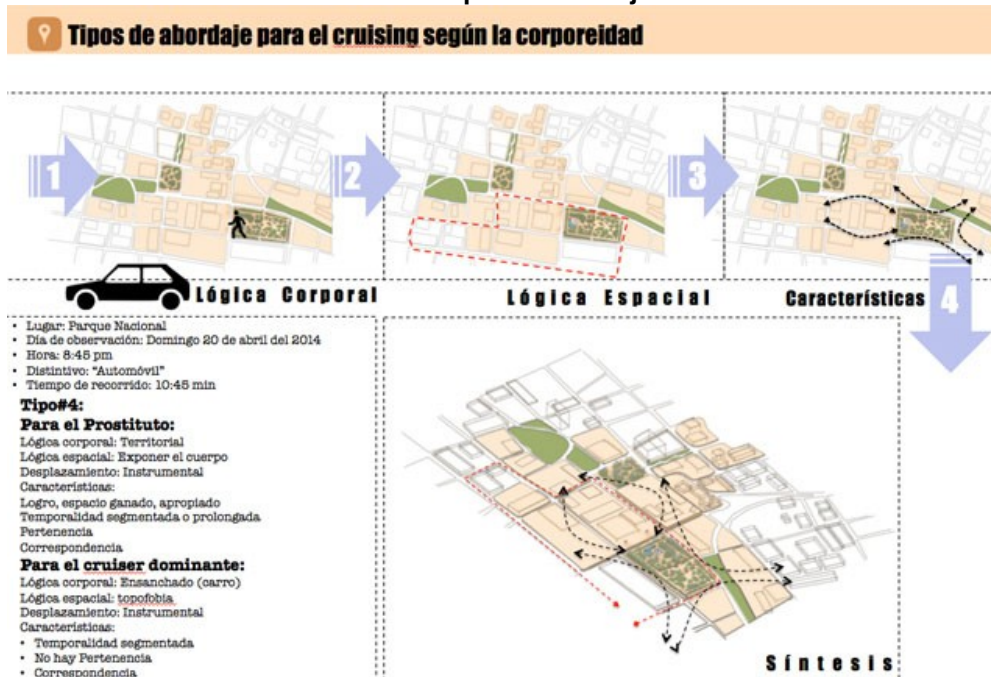 Tipos de abordaje para el cruising según la corporeidad
1
2
3
Lógica Corporal
Lógica Espacial
Características
4
• Lugar: Parque Nacional
• Día de observación: Domingo 20 de abril del 2014
• Hora: 8:45 pm
• Distintivo: “Automóvil”
• Tiempo de recorrido: 10:45 min
Tipo#4:
Para el Prostituto:
Lógica corporal: Territorial
Lógica espacial: Exponer el cuerpo
Desplazamiento: Instrumental
Características:
Logro, espacio ganado, apropiado
Temporalidad segmentada o prolongada
Pertenencia
Correspondencia
Para el cruiser dominante:
Lógica corporal: Ensanchado (carro)
Lógica espacial: topofobia
Desplazamiento: Instrumental
Características:
• Temporalidad segmentada
• No hay Pertenencia
• Correspondencia
Síntesis